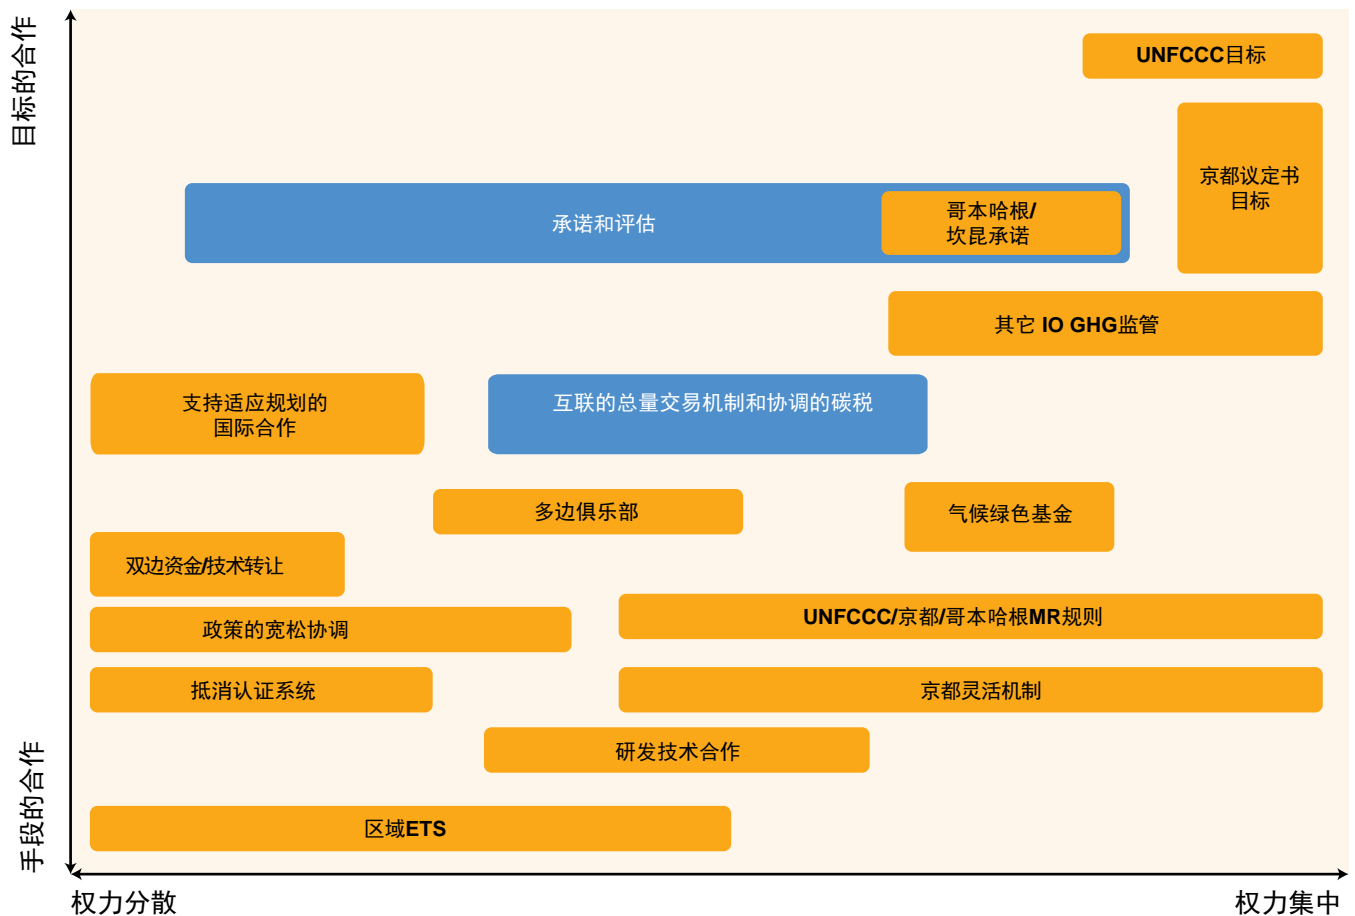 目标的合作
UNFCCC目标
京都议定书
目标
承诺和评估
哥本哈根/
坎昆承诺
其它 IO GHG监管
支持适应规划的
国际合作
互联的总量交易机制和协调的碳税
多边俱乐部
气候绿色基金
双边资金/技术转让
政策的宽松协调
UNFCCC/京都/哥本哈根MR规则
抵消认证系统
京都灵活机制
研发技术合作
手段的合作
区域ETS
权力分散
权力集中